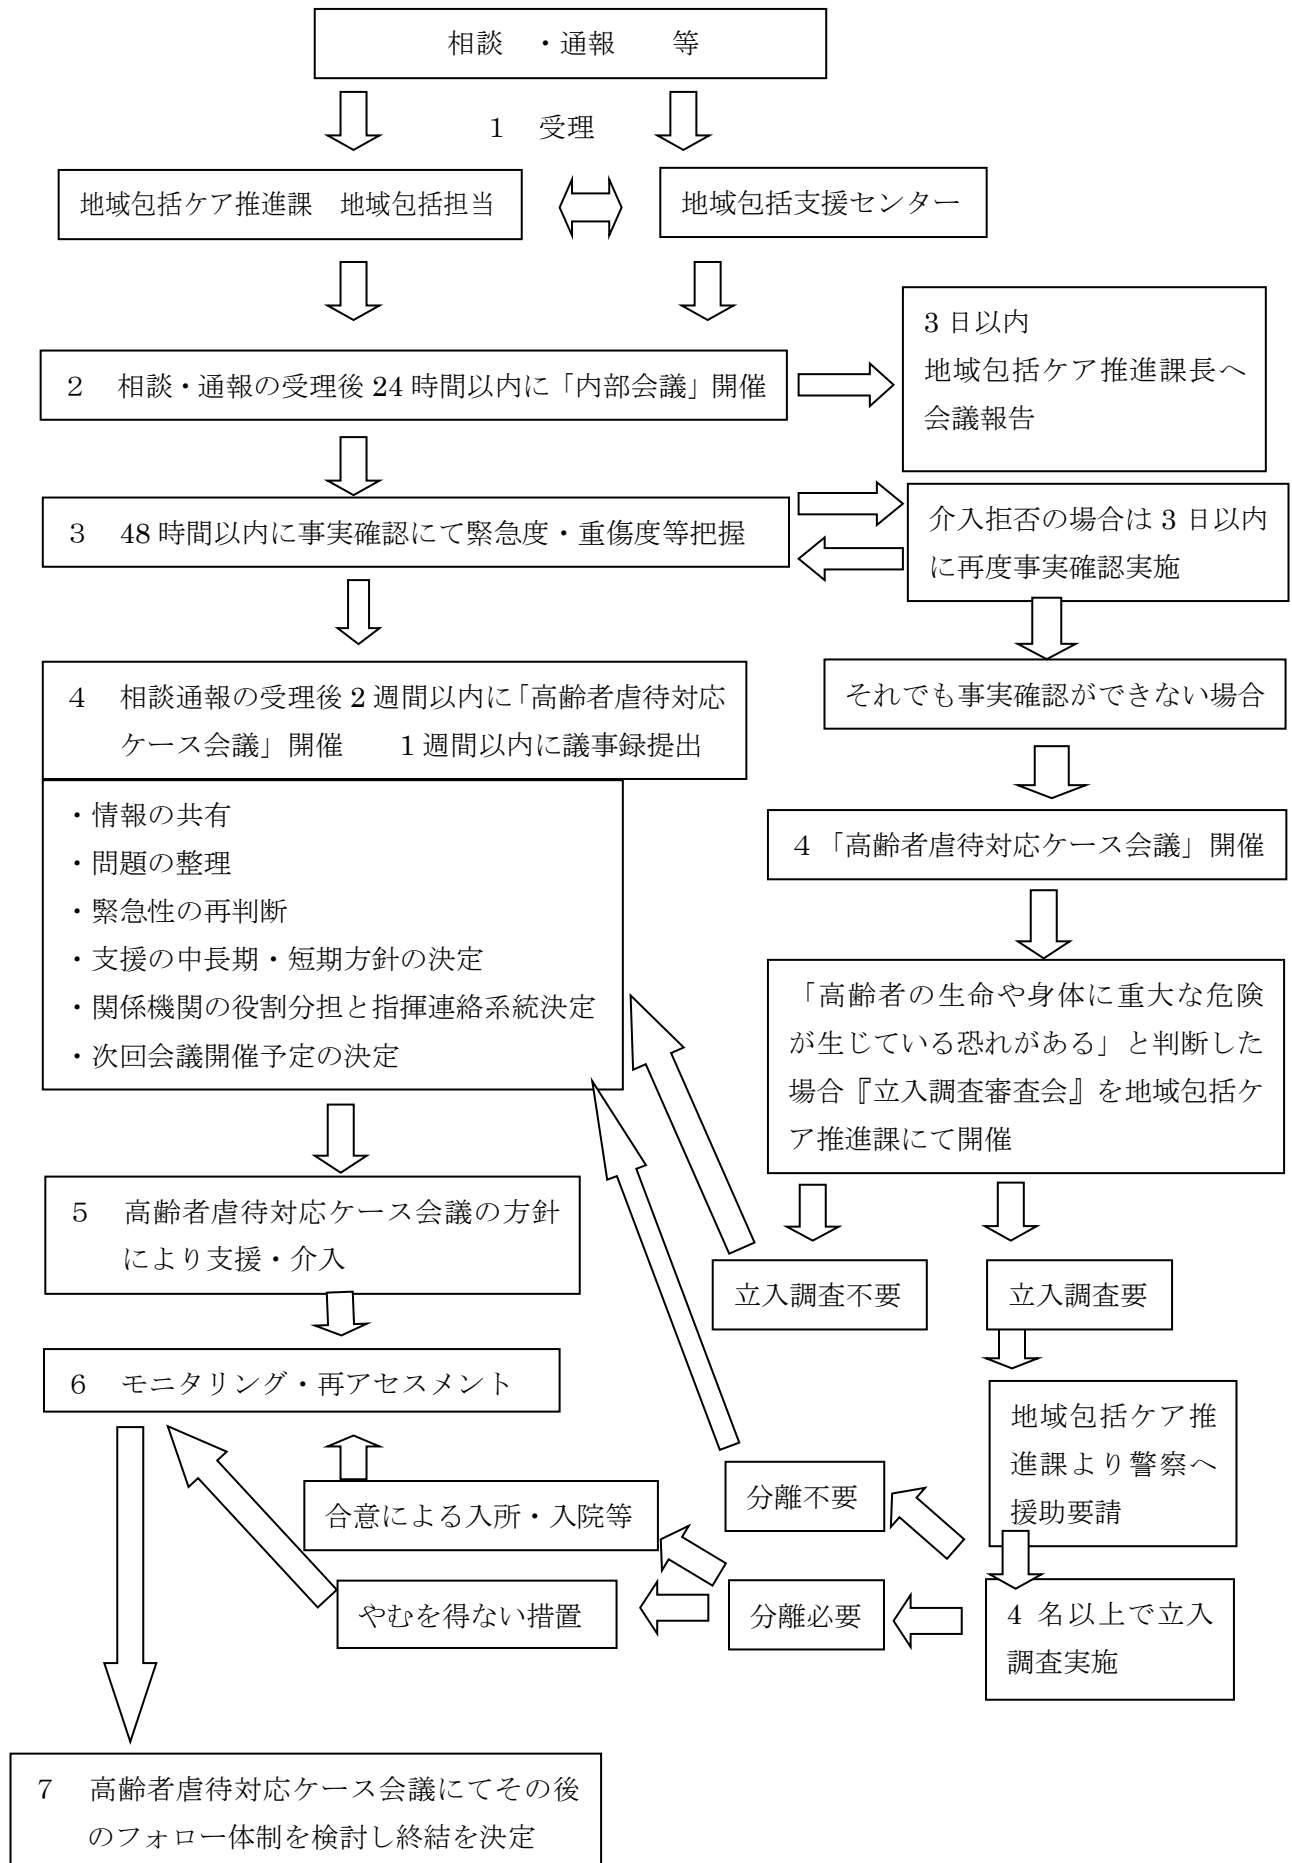 相談　・通報　　等
1　受理
地域包括ケア推進課　地域包括担当
地域包括支援センター
2　相談・通報の受理後 24 時間以内に「内部会議」開催
3 日以内
地域包括ケア推進課長へ
会議報告
3　48 時間以内に事実確認にて緊急度・重傷度等把握
介入拒否の場合は 3 日以内
に再度事実確認実施
それでも事実確認ができない場合
4　相談通報の受理後 2 週間以内に「高齢者虐待対応
ケース会議」開催　　1 週間以内に議事録提出
・情報の共有
・問題の整理
・緊急性の再判断
・支援の中長期・短期方針の決定
・関係機関の役割分担と指揮連絡系統決定
・次回会議開催予定の決定
4「高齢者虐待対応ケース会議」開催
「高齢者の生命や身体に重大な危険
が生じている恐れがある」と判断した
場合『立入調査審査会』を地域包括ケ
ア推進課にて開催
5　高齢者虐待対応ケース会議の方針
により支援・介入
立入調査不要
立入調査要
6　モニタリング・再アセスメント
地域包括ケア推
進課より警察へ
援助要請
分離不要
合意による入所・入院等
やむを得ない措置
分離必要
4 名以上で立入
調査実施
7　高齢者虐待対応ケース会議にてその後
のフォロー体制を検討し終結を決定